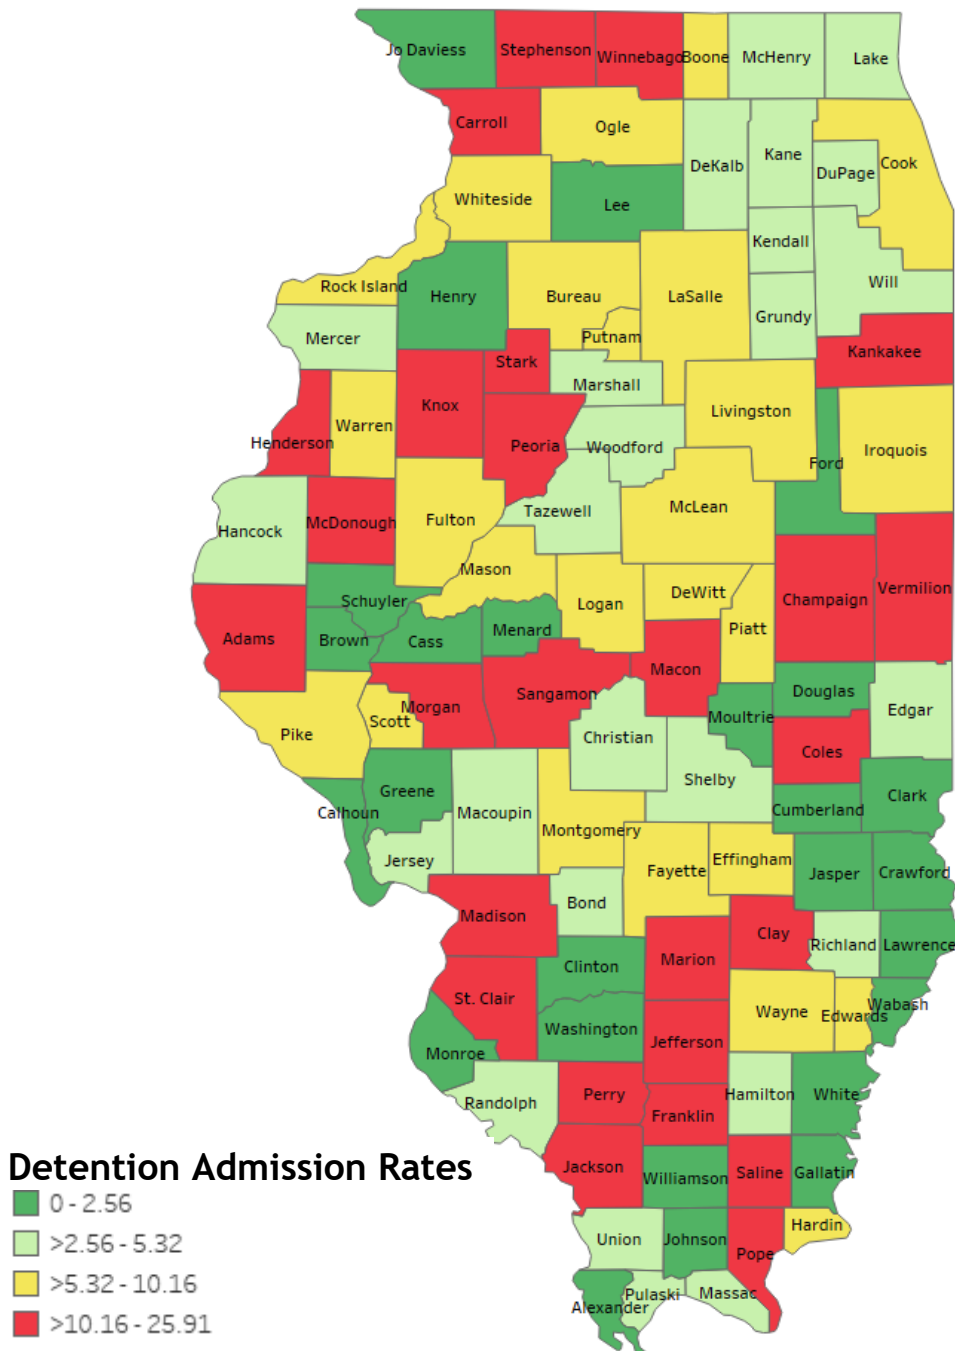 Jo Daviess
Stephenson
Winnebago
Boone
McHenry
Lake
Carroll
Ogle
DeKalb
Kane
DuPage
Cook
Whiteside
Lee
Kendall
Will
Rock Island
Henry
Bureau
LaSalle
Grundy
Putnam
Mercer
Kankakee
Stark
Marshall
Knox
Livingston
Warren
Henderson
Peoria
Woodford
Ford
Iroquois
Hancock
McDonough
Fulton
Tazewell
McLean
Mason
Schuyler
Logan
DeWitt
Champaign
Vermilion
Adams
Brown
Cass
Menard
Piatt
Macon
Morgan
Sangamon
Scott
Pike
Christian
Moultrie
Douglas
Edgar
Coles
Shelby
Greene
Calhoun
Macoupin
Montgomery
Cumberland
Clark
Jersey
Fayette
Effingham
Jasper
Crawford
Madison
Bond
Clay
Richland
Lawrence
Marion
Clinton
St. Clair
Wayne
Edwards
Wabash
Washington
Jefferson
Monroe
Randolph
Perry
Franklin
Hamilton
White
Jackson
Williamson
Saline
Gallatin
Union
Johnson
Pope
Hardin
Alexander
Pulaski
Massac
Detention Admission Rates
0 - 2.56
>2.56 - 5.32
>5.32 - 10.16
>10.16 - 25.91